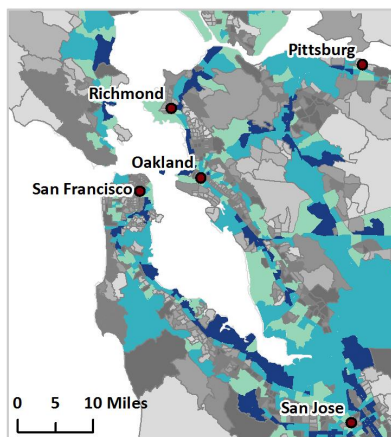 Pittsburg
Richmond
Oakland
San Francisco
San Jose
0 5 10 Miles